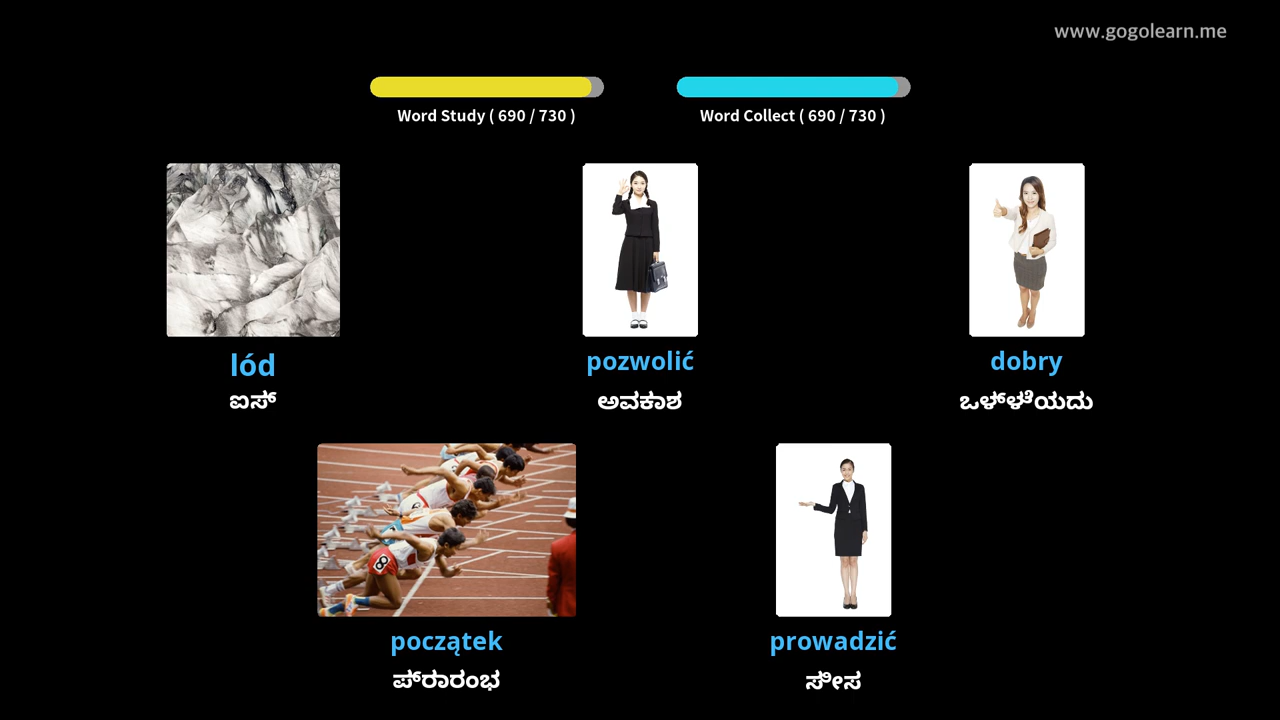 www.gogolearn.me
Word Study ( 690 / 730 )
Word Collect ( 690 / 730 )
lód
ಐಸ್
pozwolić
ಅವಕಾಶ
dobry
ಒಳ್ಳೆಯದು
początek
ಪ್ರಾರಂಭ
prowadzić
ಸೀಸ